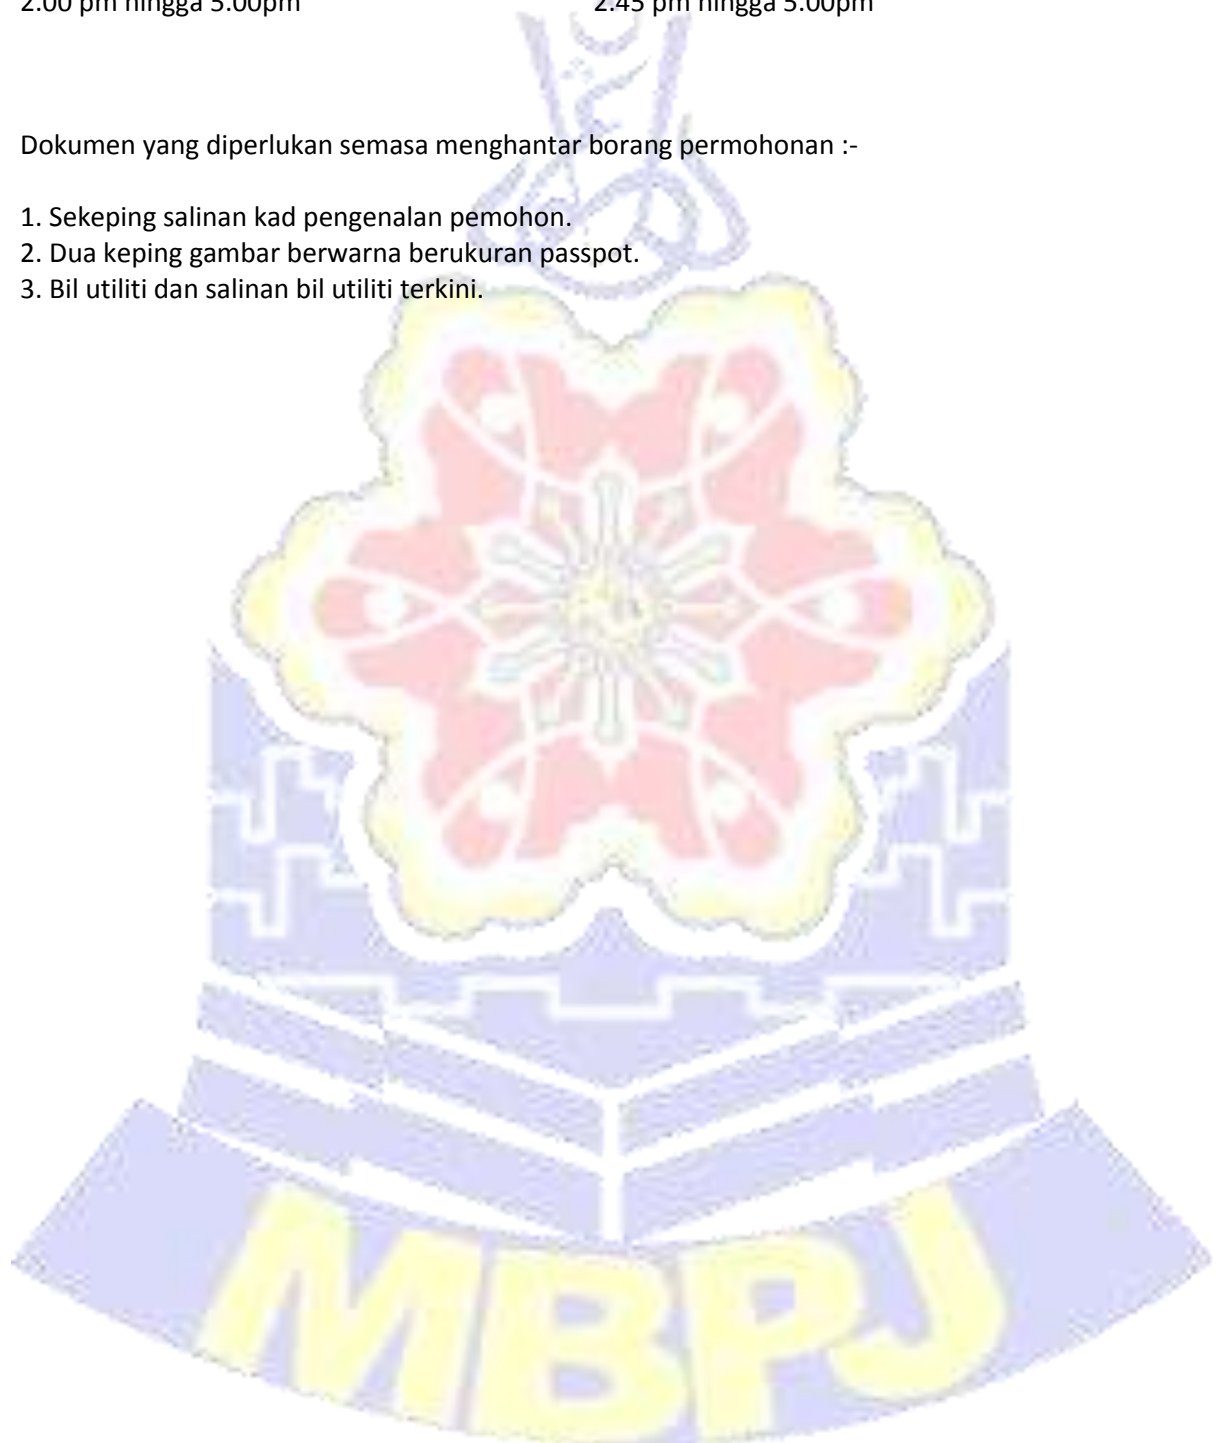 2.00 pm hingga 5.00pm 2.45 pm hingga 5.00pm
Dokumen yang diperlukan semasa menghantar borang permohonan :-
1. Sekeping salinan kad pengenalan pemohon.
2. Dua keping gambar berwarna berukuran passpot.
3. Bil utiliti dan salinan bil utiliti terkini.
MBPJ